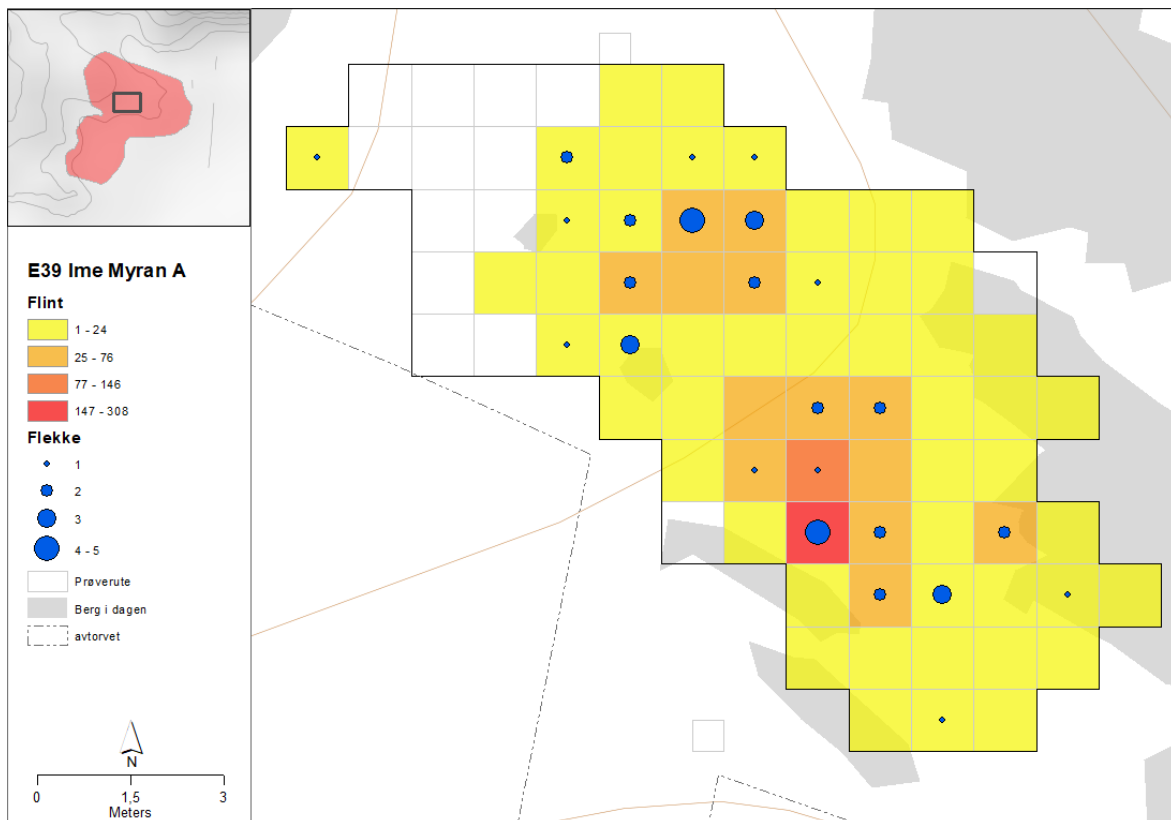 E39 Ime Myran A
Flint
1 - 24
25 - 76
77 - 146
147 - 308
Flekke
1
2
3
4 - 5
Prøverute
Berg i dagen
avtorvet
N
0 1,5 3
Meters